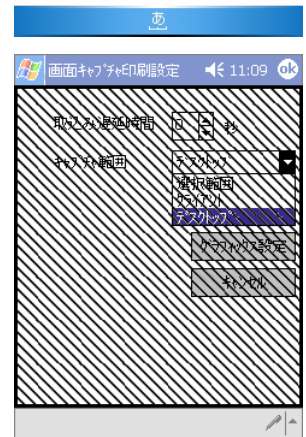 あ
画面ｷｬﾌﾟﾁｬ印刷設定 11:09 ok
取込み遅延時間 0 秒
ｷｬﾌﾟﾁｬ範囲 ﾃﾞｽｸﾄｯﾌﾟ
選択範囲
ｸﾗｲｱﾝﾄ
ﾃﾞｽｸﾄｯﾌﾟ
ｸﾞﾗﾌｨｯｸｽ設定
ｷｬﾝｾﾙ